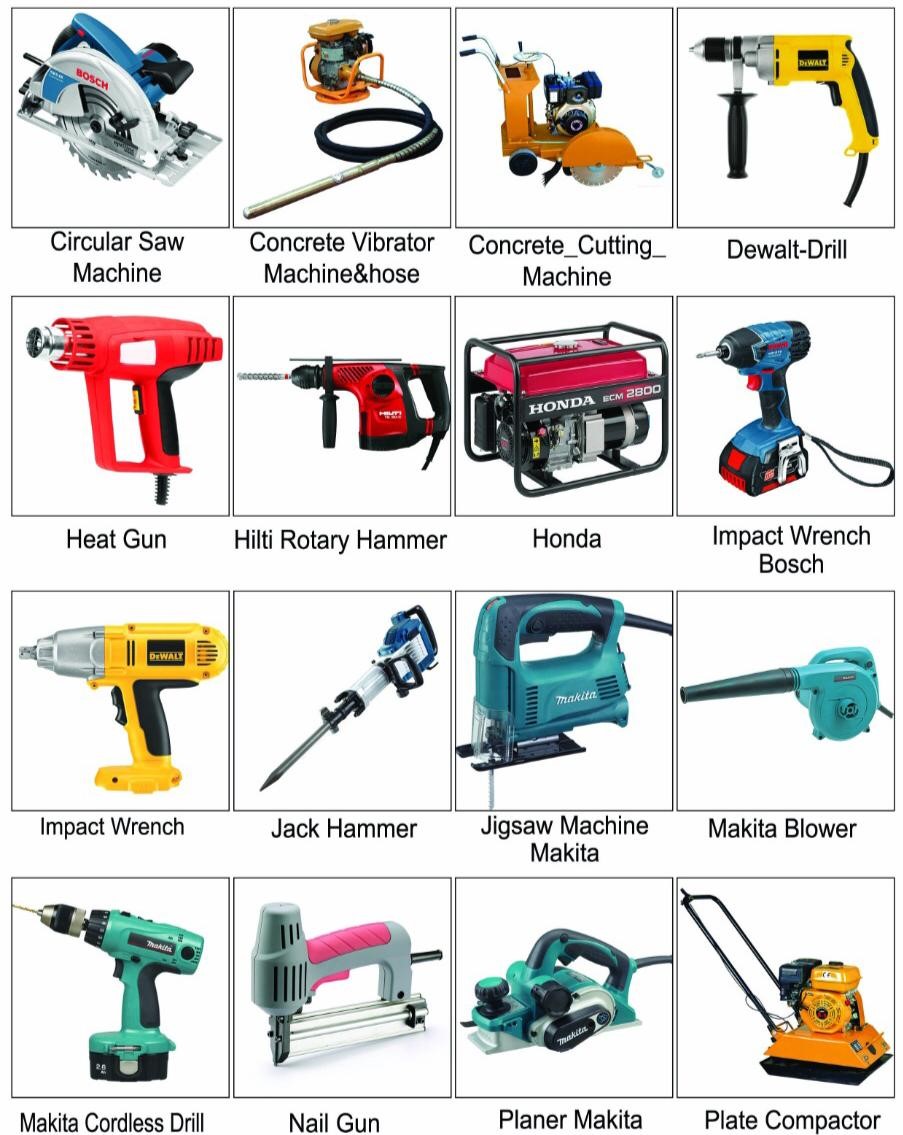 BOSCH
DEWALT
Circular Saw
Machine
Concrete Vibrator
Machine&hose
Concrete_Cutting_
Machine
Dewalt-Drill
HILTI
HONDA ECM 2800
Heat Gun
Hilti Rotary Hammer
Honda
Impact Wrench
Bosch
DEWALT
makita
Impact Wrench
Jack Hammer
Jigsaw Machine
Makita
Makita Blower
makita
2.6
makita
Makita Cordless Drill
Nail Gun
Planer Makita
Plate Compactor